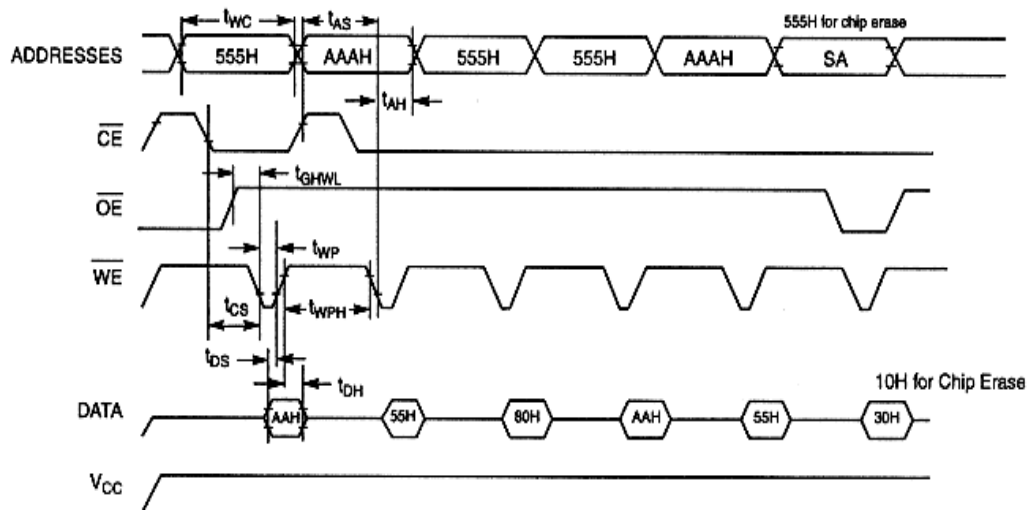 555H for chip erase
tWC
tAS
ADDRESSES
555H AAAH 555H 555H AAAH SA
tAH
CE
tGHWL
OE
tWP
WE
tCS
tWPH
tDS
tDH
10H for Chip Erase
DATA
AAH 55H 80H AAH 55H 30H
VCC